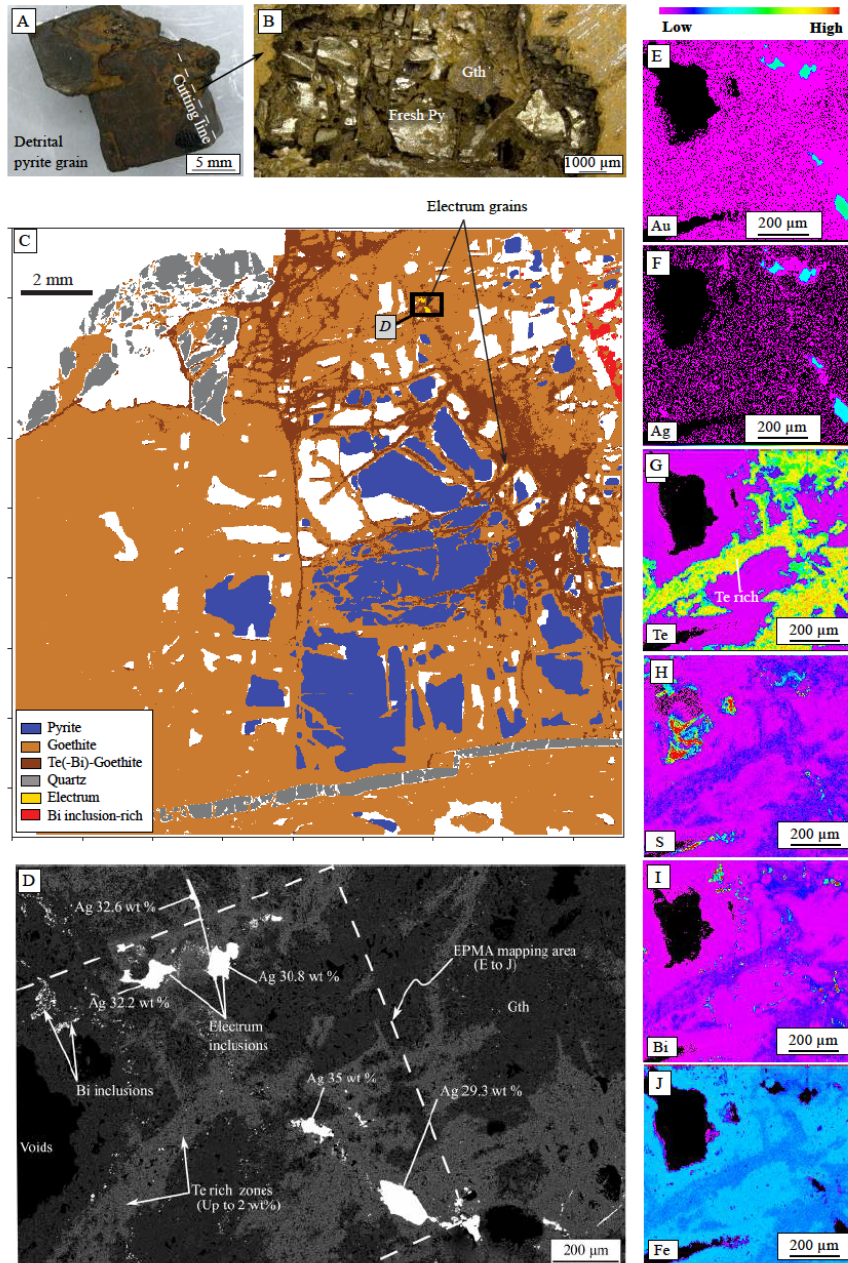 A
Detrital
pyrite grain
Cutting line
5 mm
B
Gth
Fresh Py
1000 µm
Low High
E
Au
200 µm
F
Ag
200 µm
G
Te rich
Te
200 µm
H
S
200 µm
I
Bi
200 µm
J
Fe
200 µm
Electrum grains
C
2 mm
D
Pyrite
Goethite
Te(-Bi)-Goethite
Quartz
Electrum
Bi inclusion-rich
D
Ag 32.6 wt %
EPMA mapping area
(E to J)
Ag 30.8 wt %
Ag 32.2 wt %
Electrum
inclusions
Gth
Bi inclusions
Ag 35 wt %
Ag 29.3 wt %
Voids
Te rich zones
(Up to 2 wt%)
200 µm